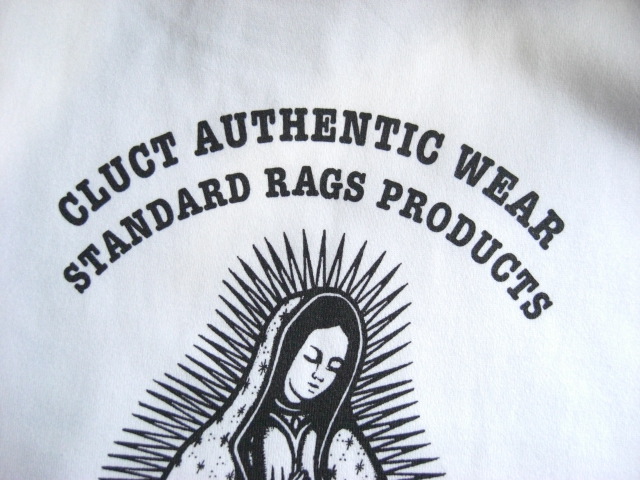 CLUCT AUTHENTIC WEAR
STANDARD RAGS PRODUCTS